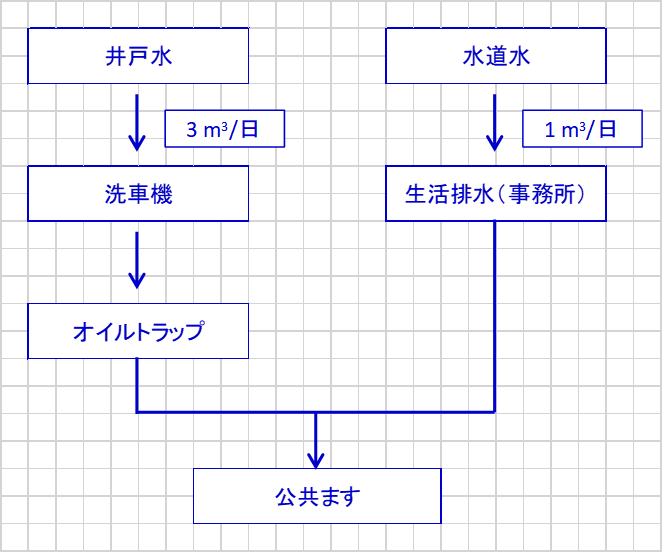 井戸水
水道水
3 m³/日
1 m³/日
洗車機
生活排水（事務所）
オイルトラップ
公共ます